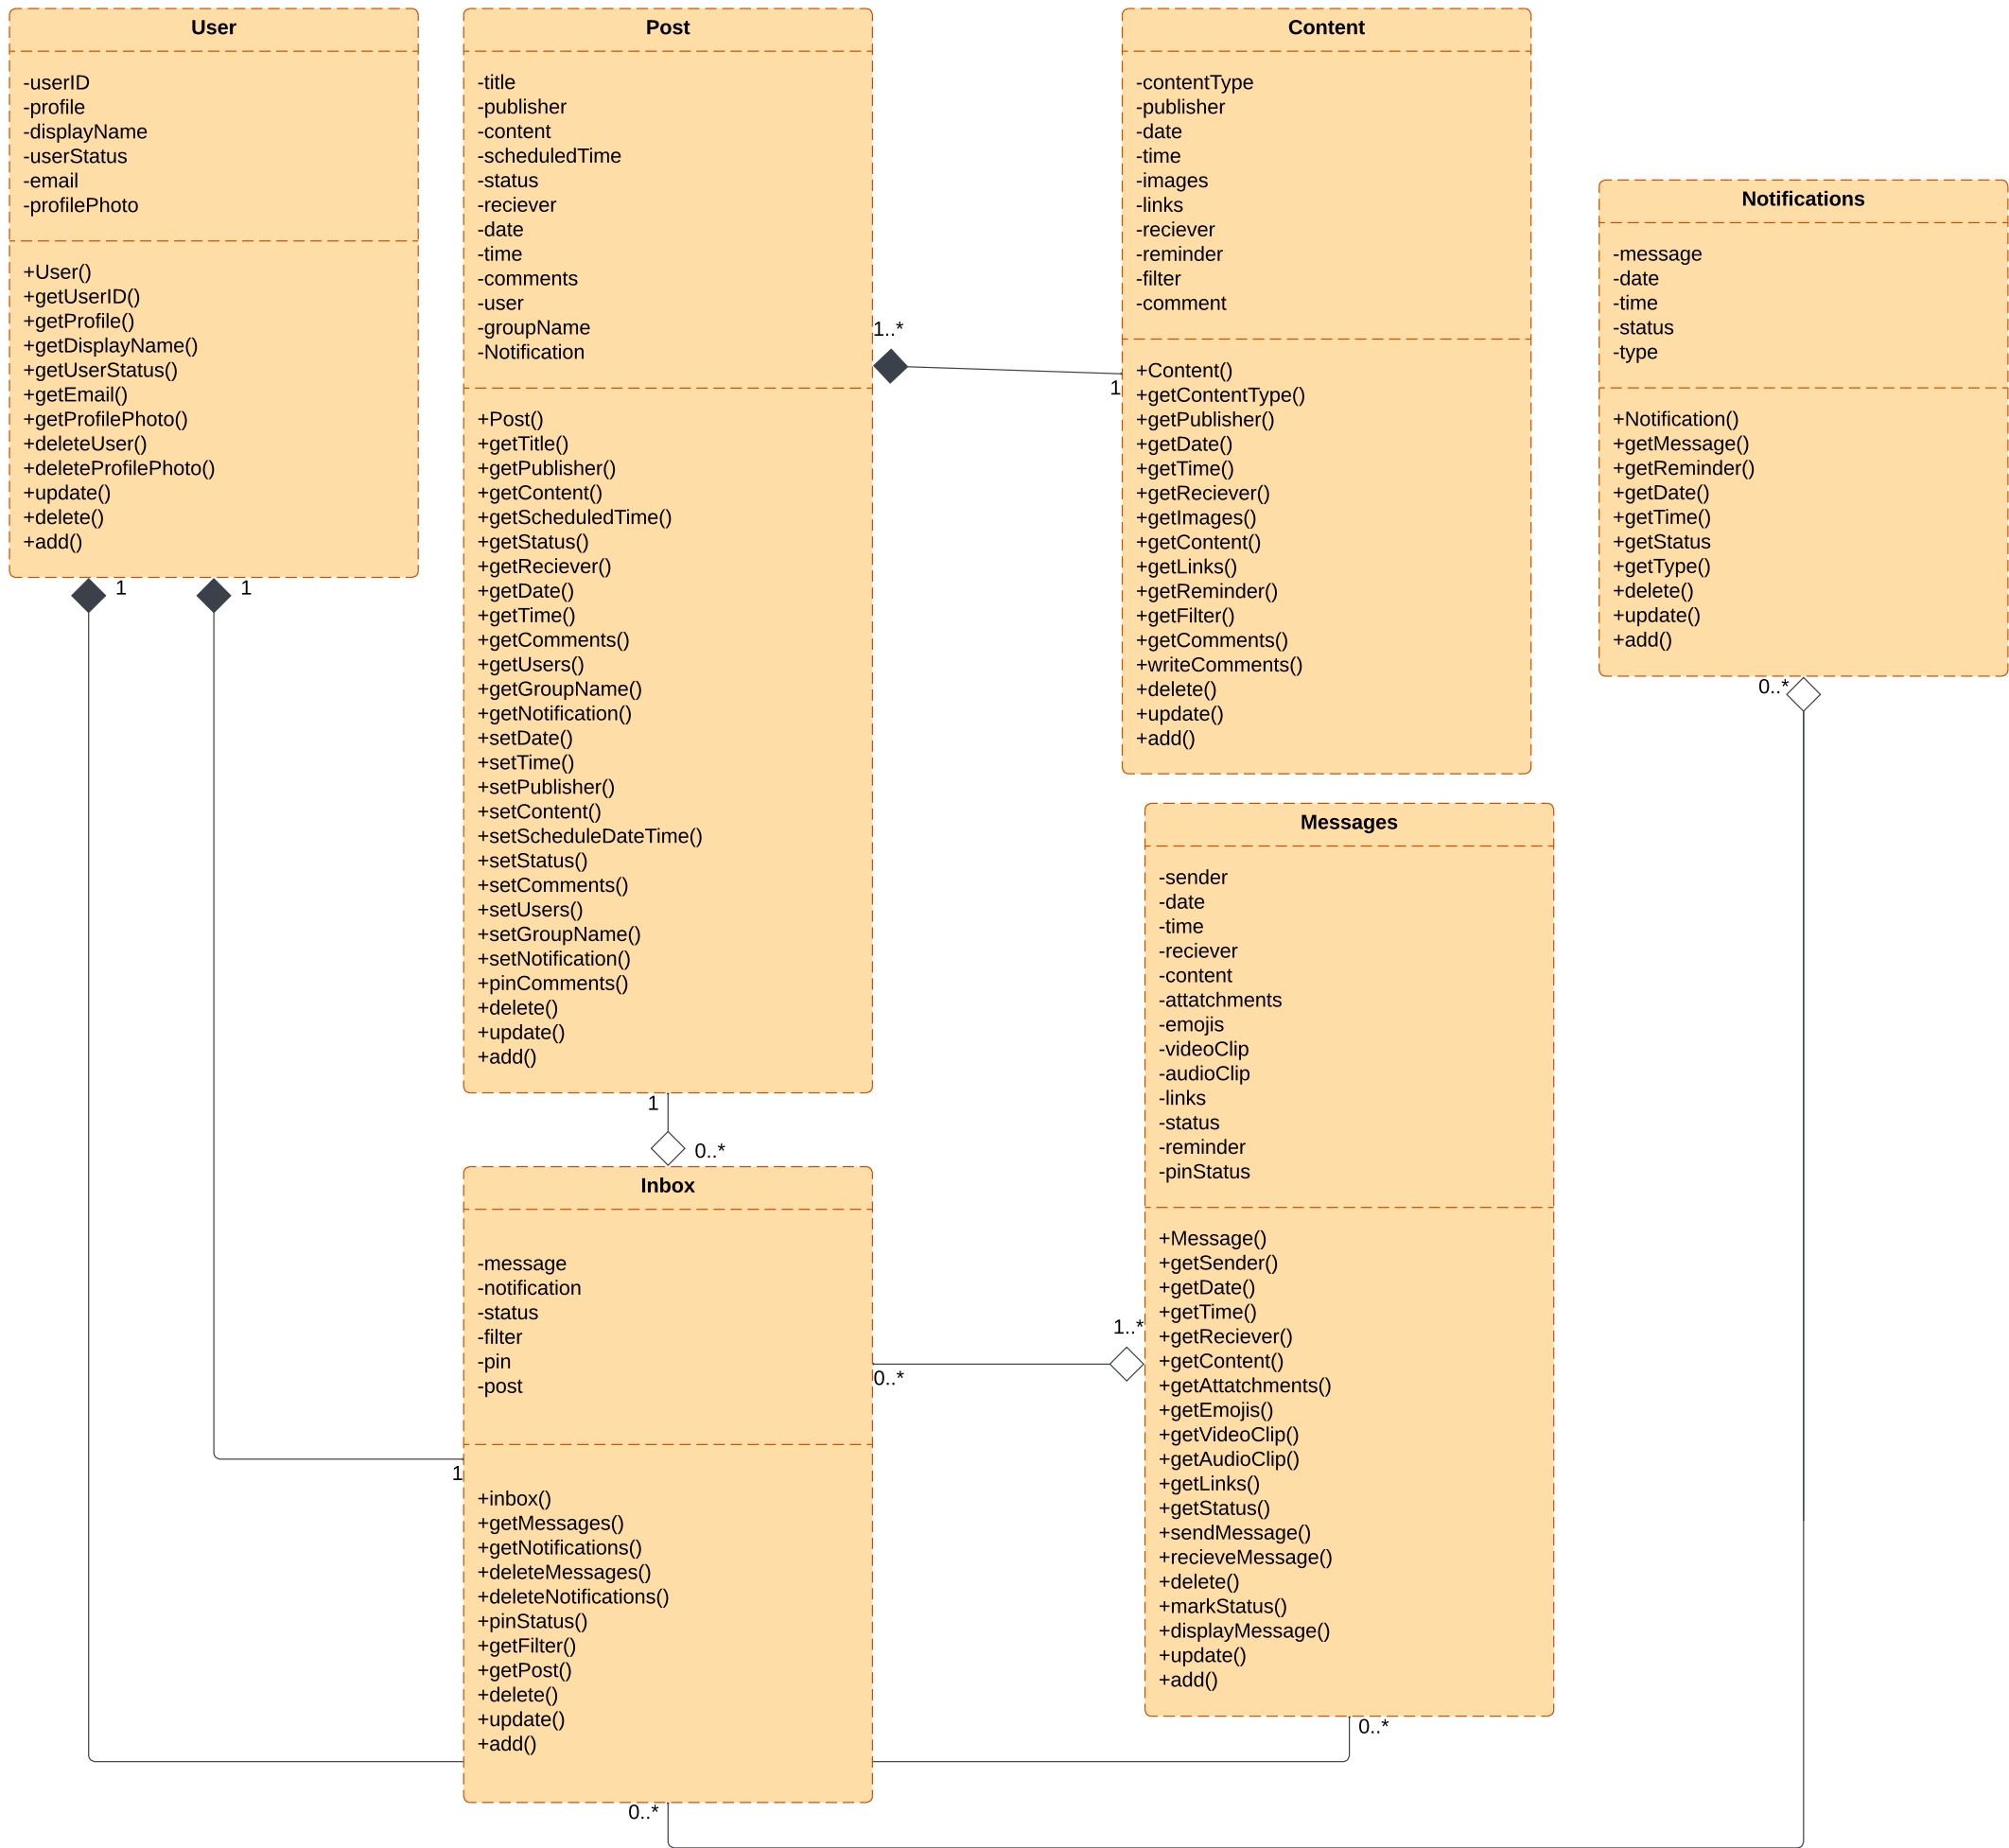 User
-userID
-profile
-displayName
-userStatus
-email
-profilePhoto
+User()
+getUserID()
+getProfile()
+getDisplayName()
+getUserStatus()
+getEmail()
+getProfilePhoto()
+deleteUser()
+deleteProfilePhoto()
+update()
+delete()
+add()
1
1
Post
-title
-publisher
-content
-scheduledTime
-status
-reciever
-date
-time
-comments
-user
-groupName
-Notification
+Post()
+getTitle()
+getPublisher()
+getContent()
+getScheduledTime()
+getStatus()
+getReciever()
+getDate()
+getTime()
+getComments()
+getUsers()
+getGroupName()
+getNotification()
+setDate()
+setTime()
+setPublisher()
+setContent()
+setScheduleDateTime()
+setStatus()
+setComments()
+setUsers()
+setGroupName()
+setNotification()
+pinComments()
+delete()
+update()
+add()
1..*
1
Content
-contentType
-publisher
-date
-time
-images
-links
-reciever
-reminder
-filter
-comment
+Content()
+getContentType()
+getPublisher()
+getDate()
+getTime()
+getReciever()
+getImages()
+getContent()
+getLinks()
+getReminder()
+getFilter()
+getComments()
+writeComments()
+delete()
+update()
+add()
Notifications
-message
-date
-time
-status
-type
+Notification()
+getMessage()
+getReminder()
+getDate()
+getTime()
+getStatus
+getType()
+delete()
+update()
+add()
0..*
1
0..*
Inbox
-message
-notification
-status
-filter
-pin
-post
+inbox()
+getMessages()
+getNotifications()
+deleteMessages()
+deleteNotifications()
+pinStatus()
+getFilter()
+getPost()
+delete()
+update()
+add()
1
0..*
1..*
0..*
Messages
-sender
-date
-time
-reciever
-content
-attatchments
-emojis
-videoClip
-audioClip
-links
-status
-reminder
-pinStatus
+Message()
+getSender()
+getDate()
+getTime()
+getReciever()
+getContent()
+getAttatchments()
+getEmojis()
+getVideoClip()
+getAudioClip()
+getLinks()
+getStatus()
+sendMessage()
+recieveMessage()
+delete()
+markStatus()
+displayMessage()
+update()
+add()
0..*